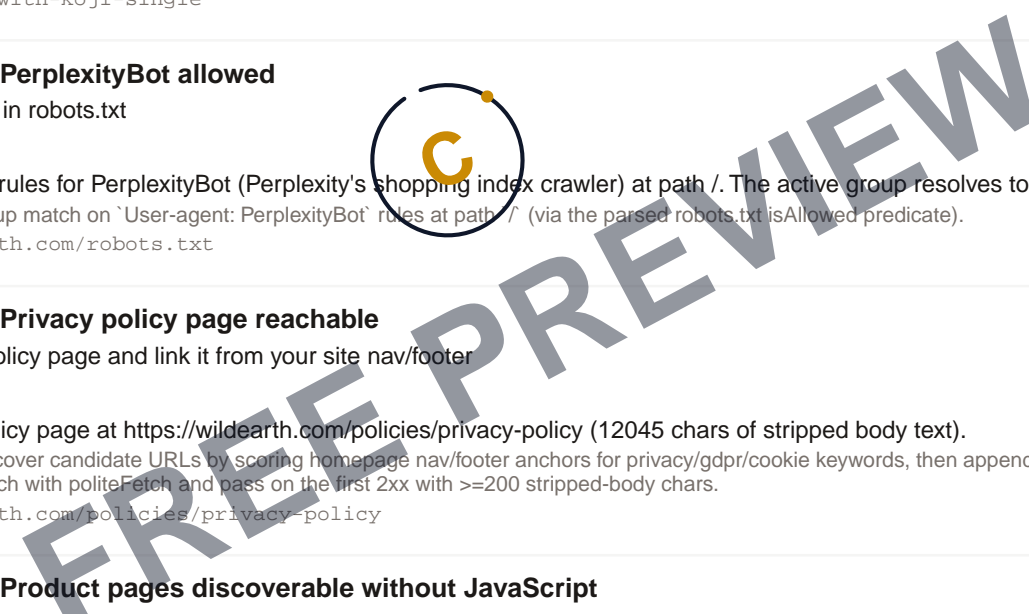 with-koji-single
PerplexityBot allowed
in robots.txt
C
rules for PerplexityBot (Perplexity's shopping index crawler) at path /. The active group resolves to
up match on `User-agent: PerplexityBot` rules at path `/` (via the parsed robots.txt isAllowed predicate).
th.com/robots.txt
Privacy policy page reachable
olicy page and link it from your site nav/footer
icy page at https://wildearth.com/policies/privacy-policy (12045 chars of stripped body text).
cover candidate URLs by scoring homepage nav/footer anchors for privacy/gdpr/cookie keywords, then append
ch with politeFetch and pass on the first 2xx with >=200 stripped-body chars.
th.com/policies/privacy-policy
Product pages discoverable without JavaScript
FREE PREVIEW